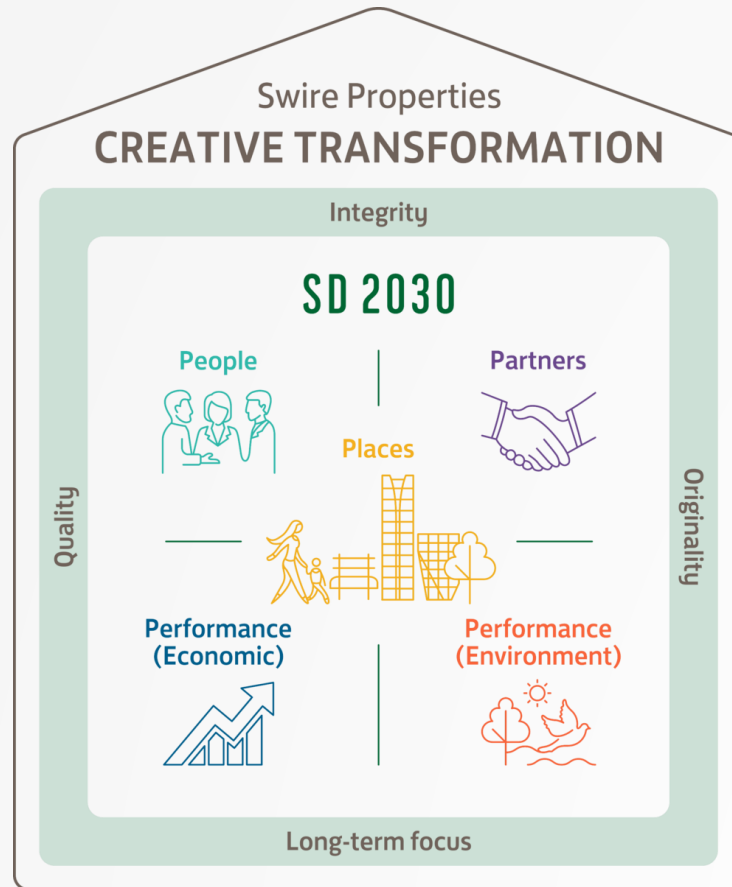 Swire Properties
CREATIVE TRANSFORMATION
Integrity
SD 2030
People
Partners
Places
Quality
Originality
Performance
(Economic)
Performance
(Environment)
Long-term focus